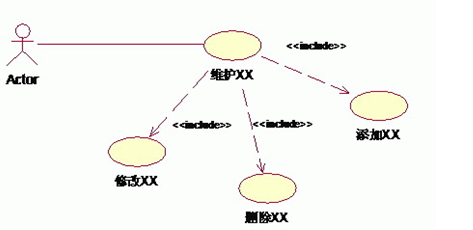 <<include>>
Actor
维护XX
<<include>>
<<include>>
添加XX
修改XX
删除XX